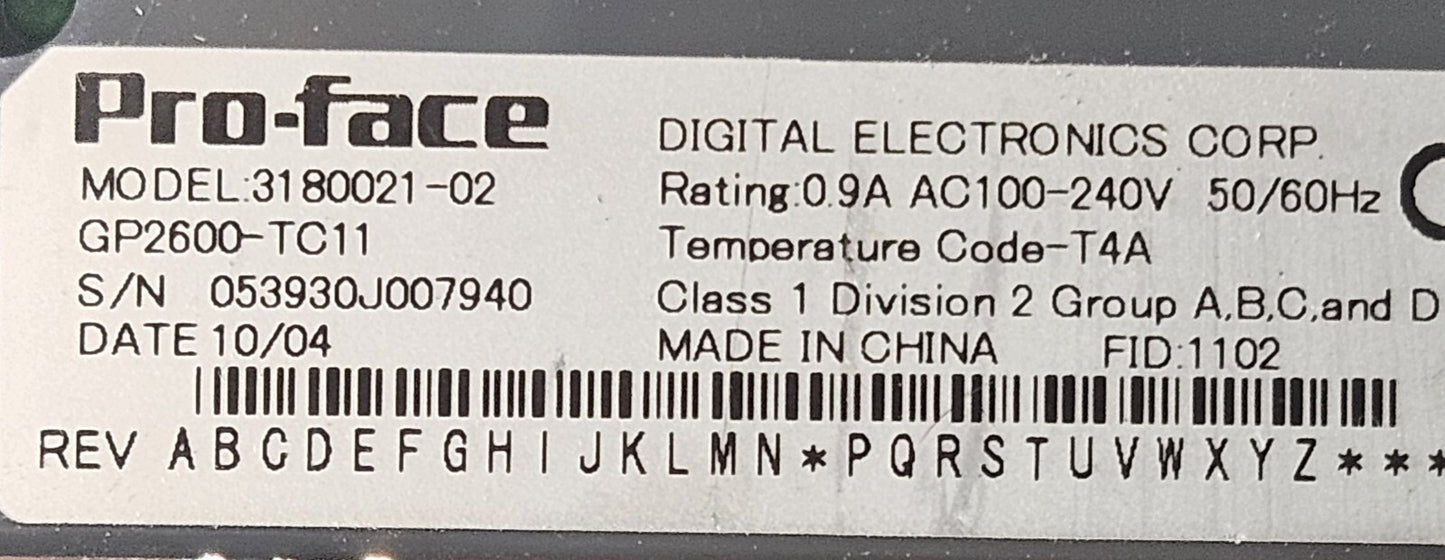 Pro-face
MODEL:3180021-02
GP2600-TC11
S/N 053930J007940
DATE 10/04
DIGITAL ELECTRONICS CORP.
Rating:0.9A AC100-240V 50/60Hz
Temperature Code-T4A
Class 1 Division 2 Group A,B,C,and D
MADE IN CHINA FID:1102
REV A B C D E F G H I J K L M N * P Q R S T U V W X Y Z * * *